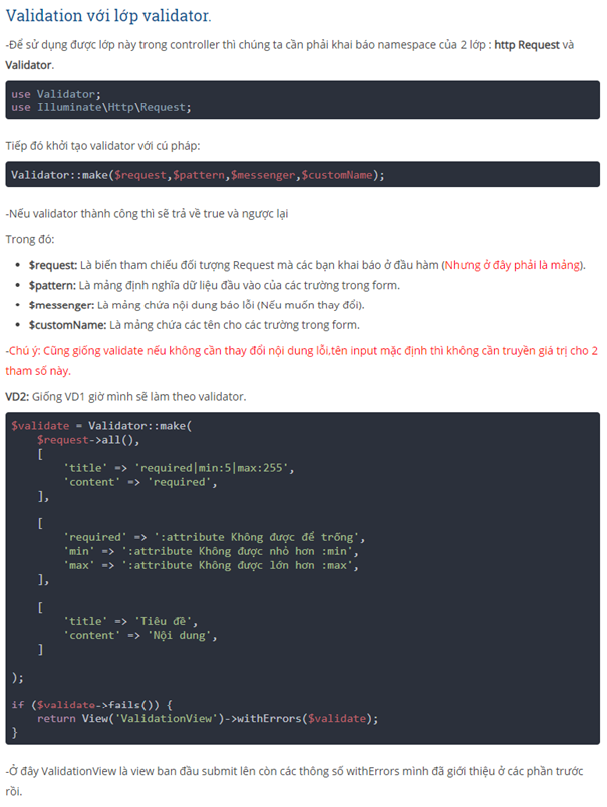 Validation với lớp validator.
-Để sử dụng được lớp này trong controller thì chúng ta cần phải khai báo namespace của 2 lớp : http Request và
Validator.
use Validator;
use Illuminate\Http\Request;
Tiếp đó khởi tạo validator với cú pháp:
Validator::make($request,$pattern,$messenger,$customName);
-Nếu validator thành công thì sẽ trả về true và ngược lại
Trong đó:
• $request: Là biến tham chiếu đối tượng Request mà các bạn khai báo ở đầu hàm (Nhưng ở đây phải là mảng).
• $pattern: Là mảng định nghĩa dữ liệu đầu vào của các trường trong form.
• $messenger: Là mảng chứa nội dung báo lỗi (Nếu muốn thay đổi).
• $customName: Là mảng chứa các tên cho các trường trong form.
-Chú ý: Cũng giống validate nếu không cần thay đổi nội dung lỗi,tên input mặc định thì không cần truyền giá trị cho 2
tham số này.
VD2: Giống VD1 giờ mình sẽ làm theo validator.
$validate = Validator::make(
    $request->all(),
    [
        'title' => 'required|min:5|max:255',
        'content' => 'required',
    ],
    [
        'required' => ':attribute Không được để trống',
        'min' => ':attribute Không được nhỏ hơn :min',
        'max' => ':attribute Không được lớn hơn :max',
    ],
    [
        'title' => 'Tiêu đề',
        'content' => 'Nội dung',
    ]
);
if ($validate->fails()) {
    return View('ValidationView')->withErrors($validate);
}
-Ở đây ValidationView là view ban đầu submit lên còn các thông số withErrors mình đã giới thiệu ở các phần trước
rồi.